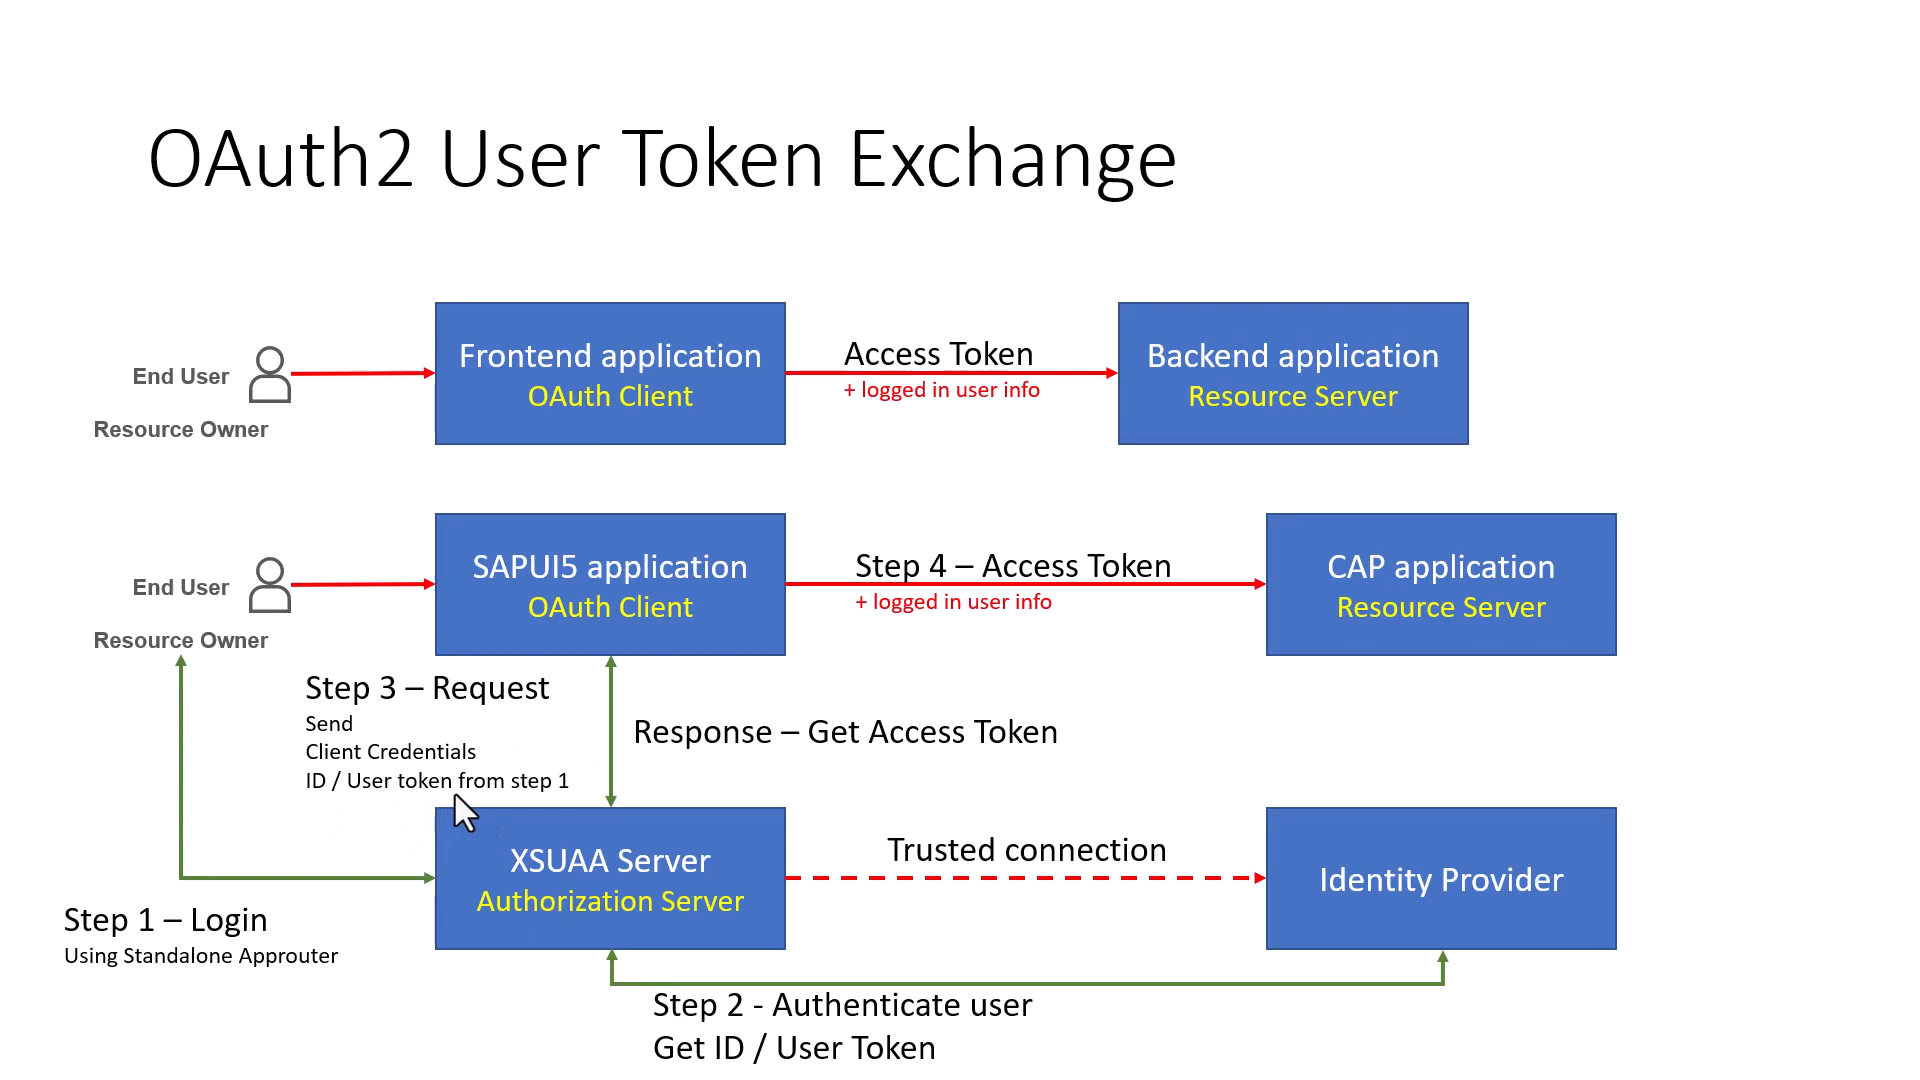 OAuth2 User Token Exchange
End User
Resource Owner
Frontend application
OAuth Client
Access Token
+ logged in user info
Backend application
Resource Server
End User
Resource Owner
SAPUI5 application
OAuth Client
Step 4 – Access Token
+ logged in user info
CAP application
Resource Server
Step 3 – Request
Send
Client Credentials
ID / User token from step 1
Response – Get Access Token
XSUAA Server
Authorization Server
Trusted connection
Identity Provider
Step 1 – Login
Using Standalone Approuter
Step 2 - Authenticate user
Get ID / User Token